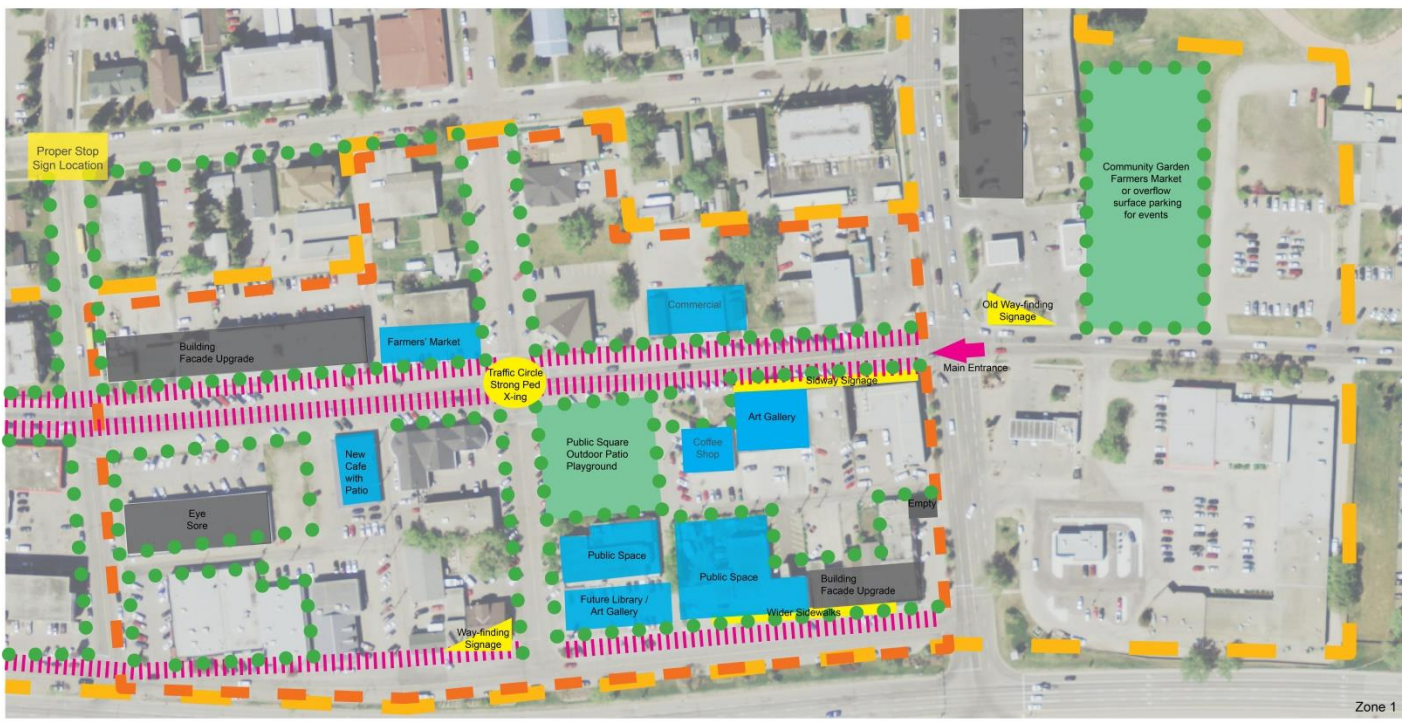 Proper Stop
Sign Location
Community Garden
Farmers Market
or overflow
surface parking
for events
Old Way-finding
Signage
Commercial
Building
Facade Upgrade
Farmers' Market
Traffic Circle
Strong Ped
X-ing
Main Entrance
Sidway Signage
Art Gallery
Public Square
Outdoor Patio
Playground
Coffee
Shop
New
Cafe
with
Patio
Eye
Sore
Empty
Public Space
Public Space
Building
Facade Upgrade
Future Library /
Art Gallery
Wider Sidewalks
Way-finding
Signage
Zone 1